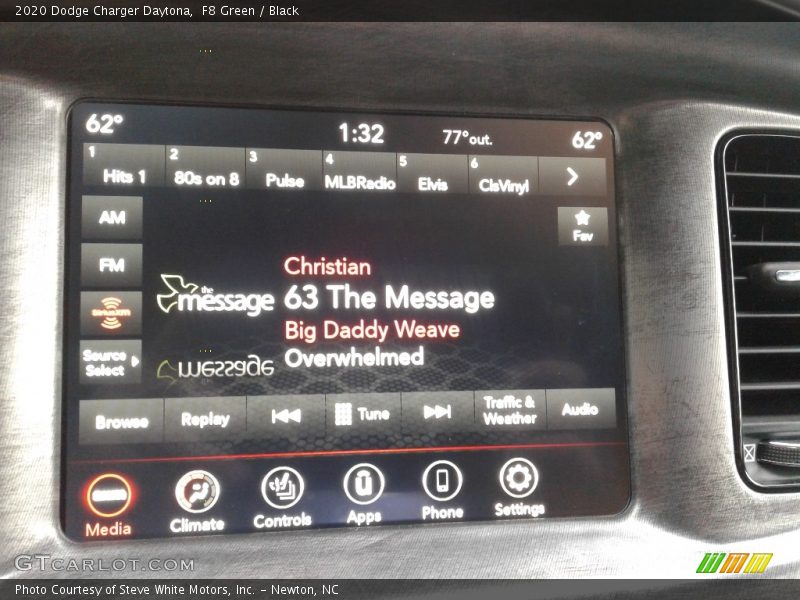 2020 Dodge Charger Daytona,  F8 Green / Black
62°
1:32
77°out.
62°
1 Hits 1
2 80s on 8
3 Pulse
4 MLBRadio
5 Elvis
6 ClsVinyl
AM
FM
SiriusXM
Source
Select
Fav
the
message
Christian
63 The Message
Big Daddy Weave
Overwhelmed
message
Browse
Replay
Tune
Traffic &
Weather
Audio
Media
Climate
Controls
Apps
Phone
Settings
GTCARLOT.COM
Photo Courtesy of Steve White Motors, Inc. – Newton, NC